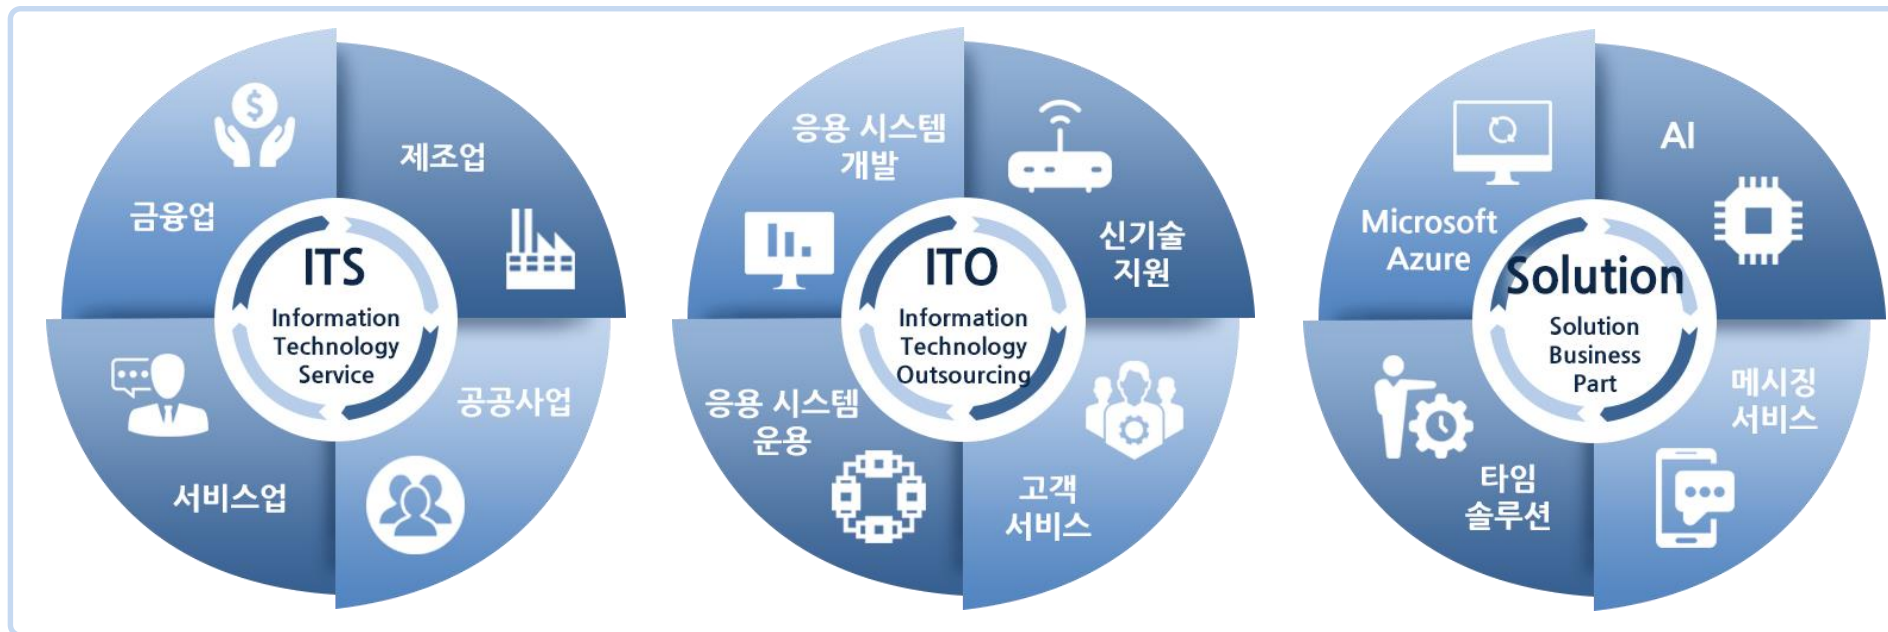 금융업
제조업
ITS
Information
Technology
Service
서비스업
공공사업
응용 시스템
개발
신기술
지원
ITO
Information
Technology
Outsourcing
응용 시스템
운용
고객
서비스
Microsoft
Azure
AI
Solution
Solution
Business
Part
타임
솔루션
메시징
서비스